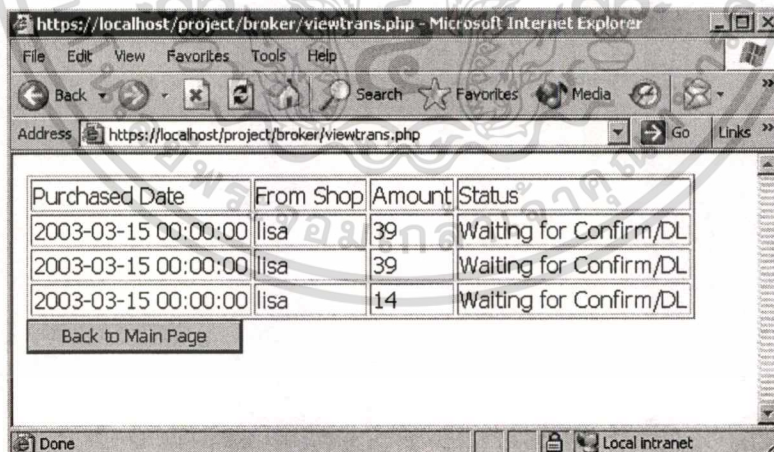 https://localhost/project/broker/viewtrans.php - Microsoft Internet Explorer
File Edit View Favorites Tools Help
Back Search Favorites Media
Address https://localhost/project/broker/viewtrans.php Go Links »
Purchased Date From Shop Amount Status
2003-03-15 00:00:00 lisa 39 Waiting for Confirm/DL
2003-03-15 00:00:00 lisa 39 Waiting for Confirm/DL
2003-03-15 00:00:00 lisa 14 Waiting for Confirm/DL
Back to Main Page
Done Local intranet